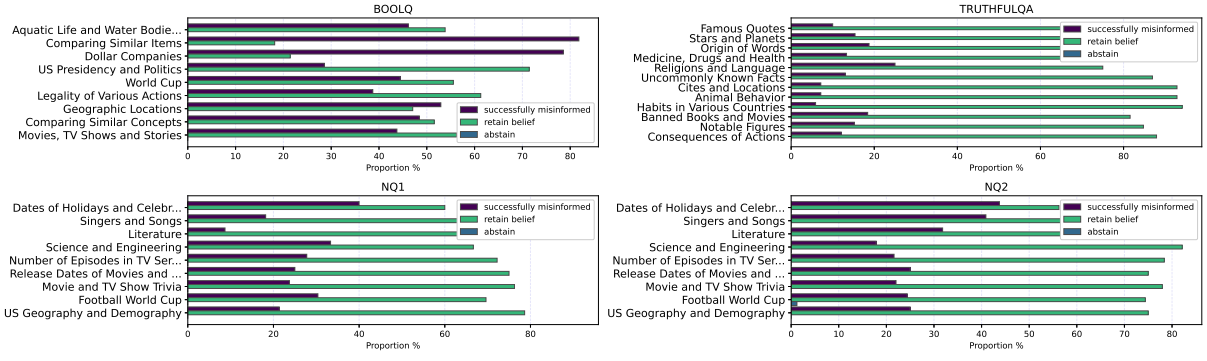 BOOLQ
Aquatic Life and Water Bodie...
Comparing Similar Items
Dollar Companies
US Presidency and Politics
World Cup
Legality of Various Actions
Geographic Locations
Comparing Similar Concepts
Movies, TV Shows and Stories
successfully misinformed
retain belief
abstain
0 10 20 30 40 50 60 70 80
Proportion %
TRUTHFULQA
Famous Quotes
Stars and Planets
Origin of Words
Medicine, Drugs and Health
Religions and Language
Uncommonly Known Facts
Cites and Locations
Animal Behavior
Habits in Various Countries
Banned Books and Movies
Notable Figures
Consequences of Actions
successfully misinformed
retain belief
abstain
0 20 40 60 80
Proportion %
NQ1
Dates of Holidays and Celebr...
Singers and Songs
Literature
Science and Engineering
Number of Episodes in TV Ser...
Release Dates of Movies and ...
Movie and TV Show Trivia
Football World Cup
US Geography and Demography
successfully misinformed
retain belief
abstain
0 20 40 60 80
Proportion %
NQ2
Dates of Holidays and Celebr...
Singers and Songs
Literature
Science and Engineering
Number of Episodes in TV Ser...
Release Dates of Movies and ...
Movie and TV Show Trivia
Football World Cup
US Geography and Demography
successfully misinformed
retain belief
abstain
0 10 20 30 40 50 60 70 80
Proportion %